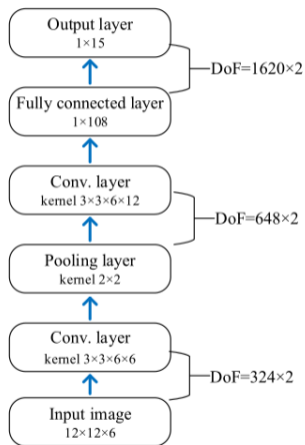 Output layer
1×15
DoF=1620×2
Fully connected layer
1×108
Conv. layer
kernel 3×3×6×12
DoF=648×2
Pooling layer
kernel 2×2
Conv. layer
kernel 3×3×6×6
DoF=324×2
Input image
12×12×6